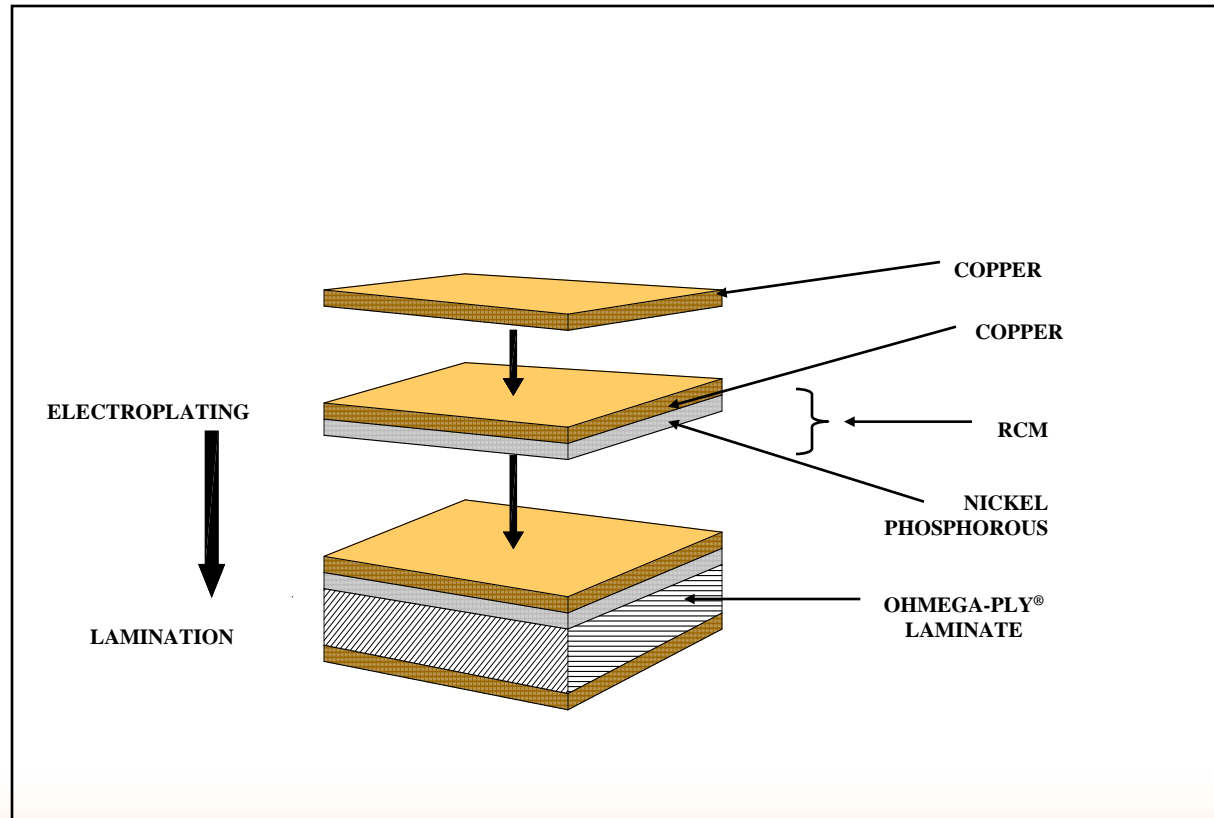 COPPER
COPPER
ELECTROPLATING
RCM
NICKEL
PHOSPHOROUS
OHMEGA-PLY®
LAMINATE
LAMINATION